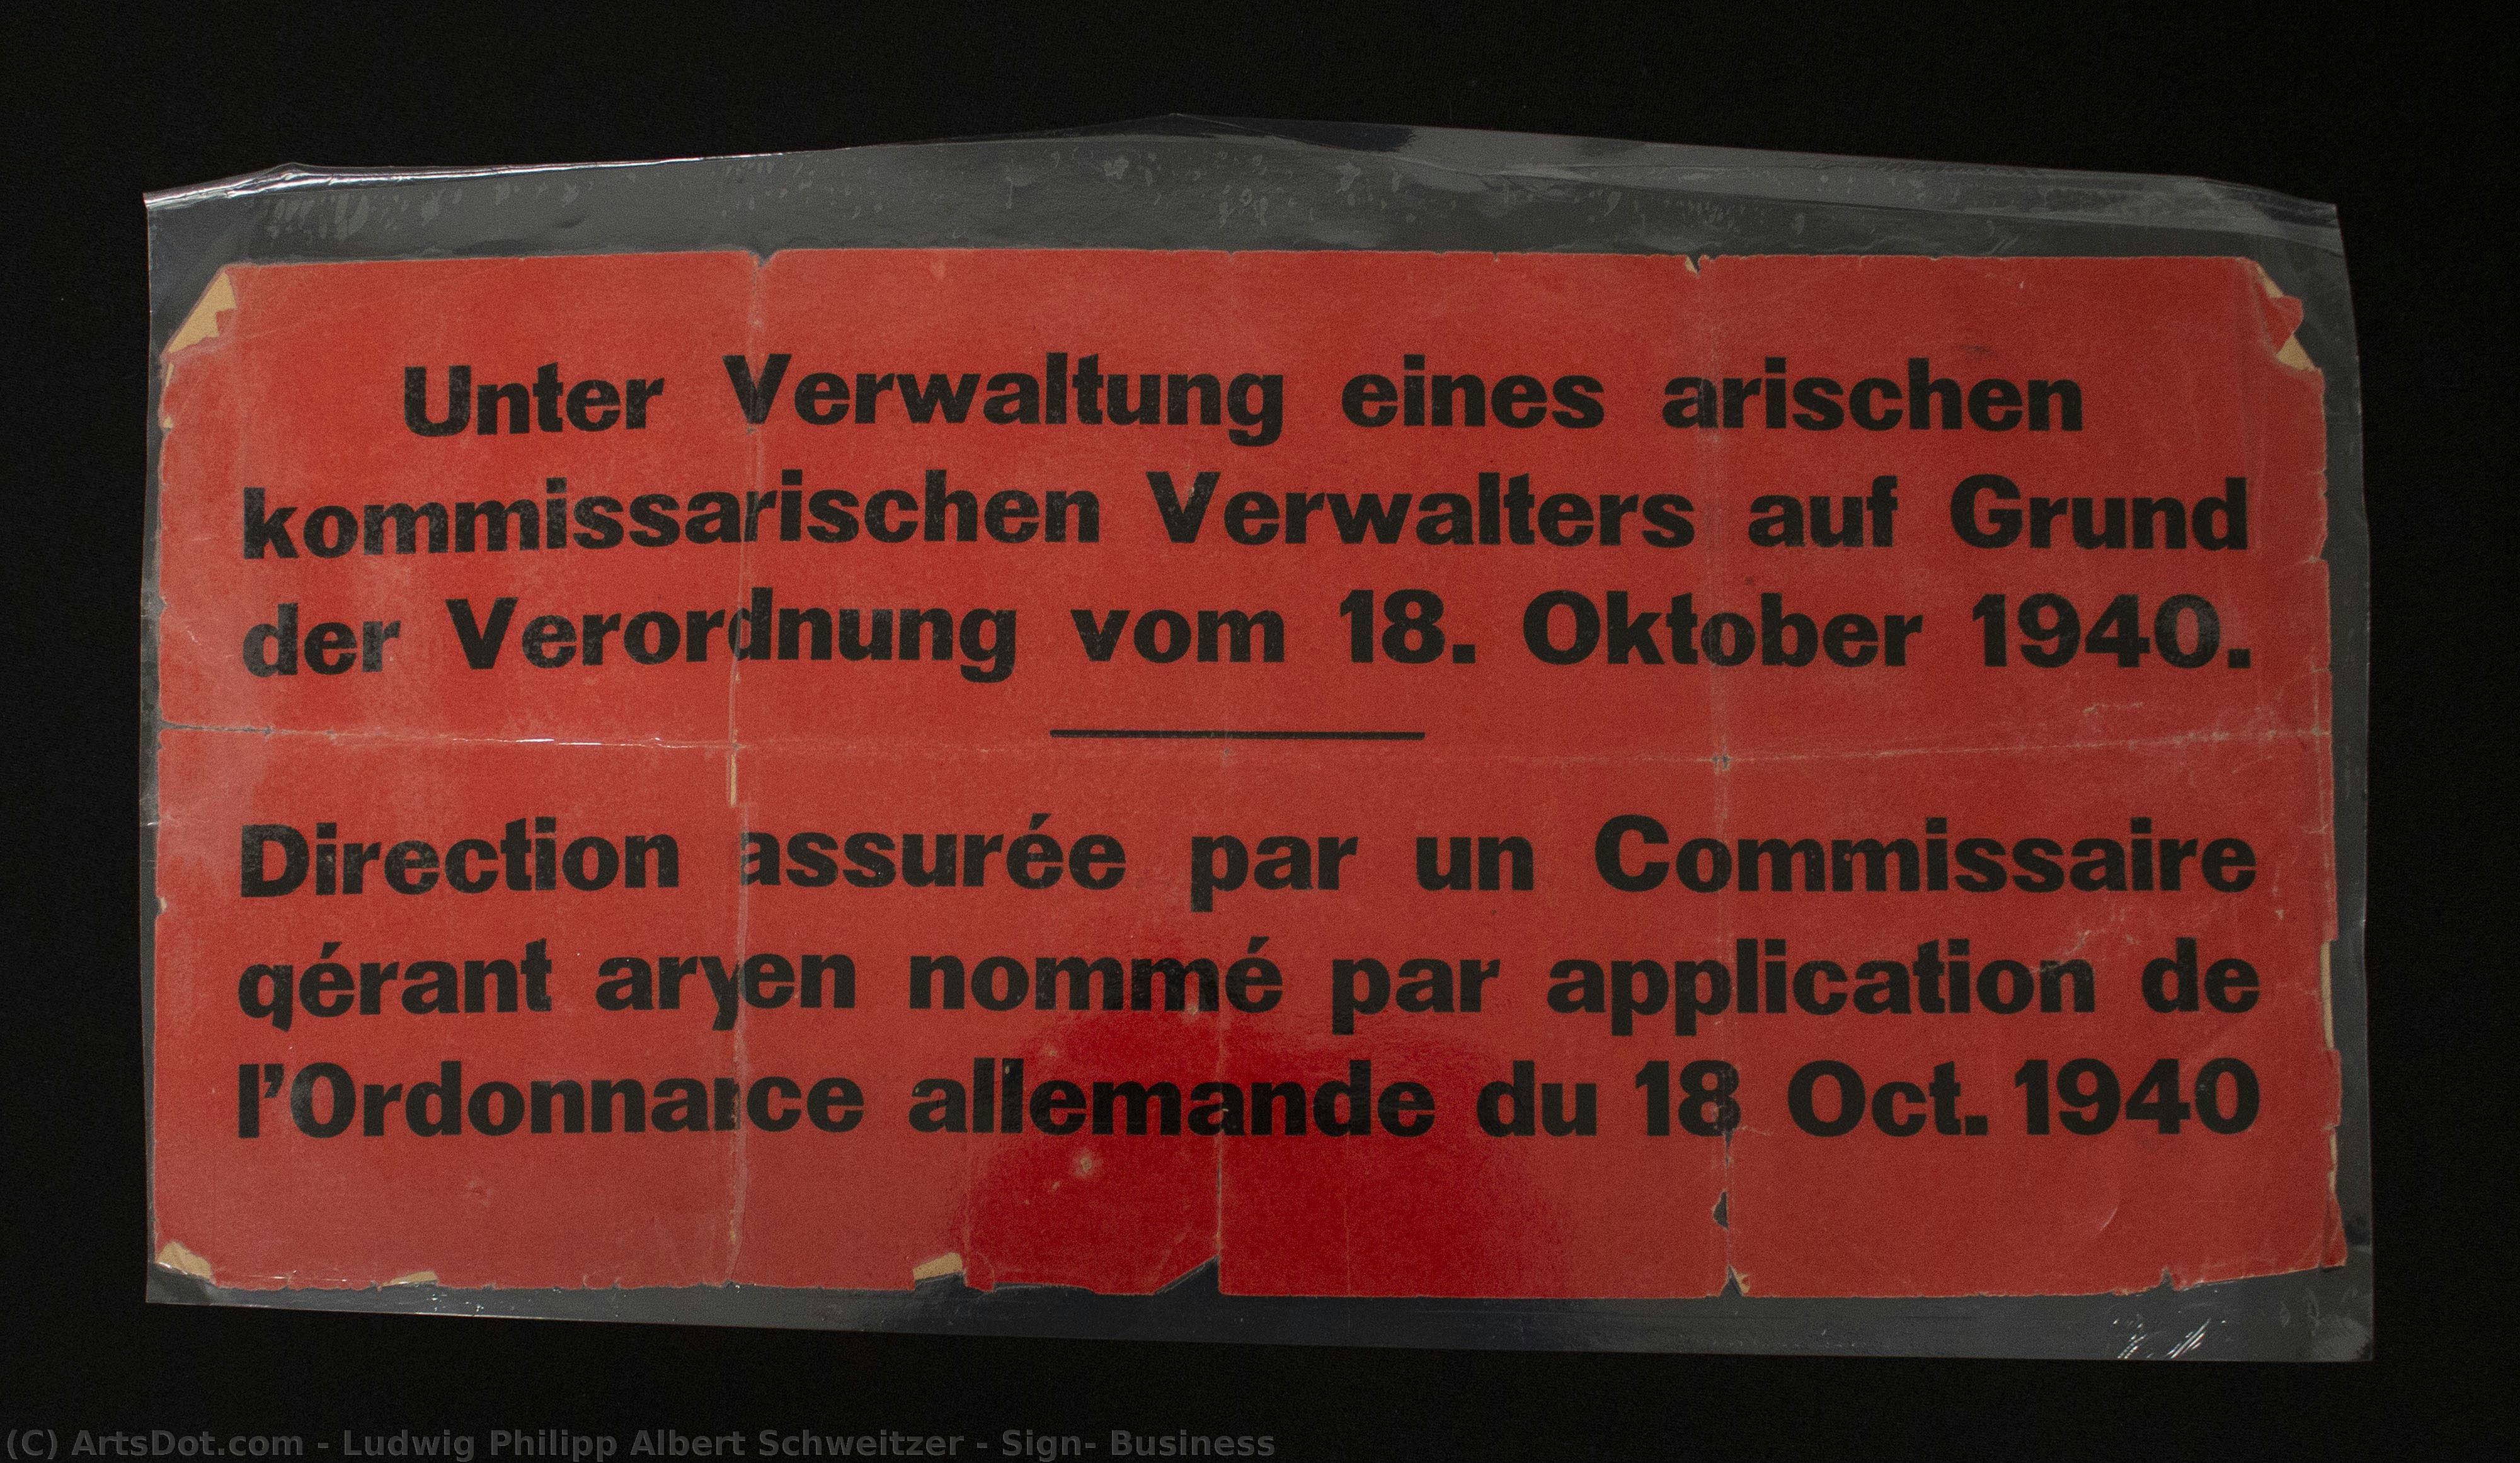 Unter Verwaltung eines arischen
kommissarischen Verwalters auf Grund
der Verordnung vom 18. Oktober 1940.
Direction assurée par un Commissaire
gérant aryen nommé par application de
l'Ordonnance allemande du 18 Oct. 1940
(C) ArtsDot.com - Ludwig Philipp Albert Schweitzer - Sign- Business